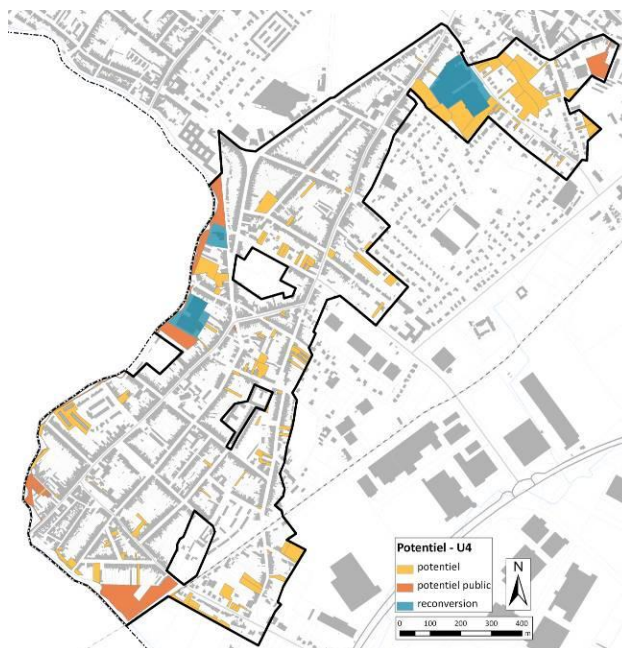 Potentiel - U4
potentiel
potentiel public
reconversion
N
0 100 200 300 400
m